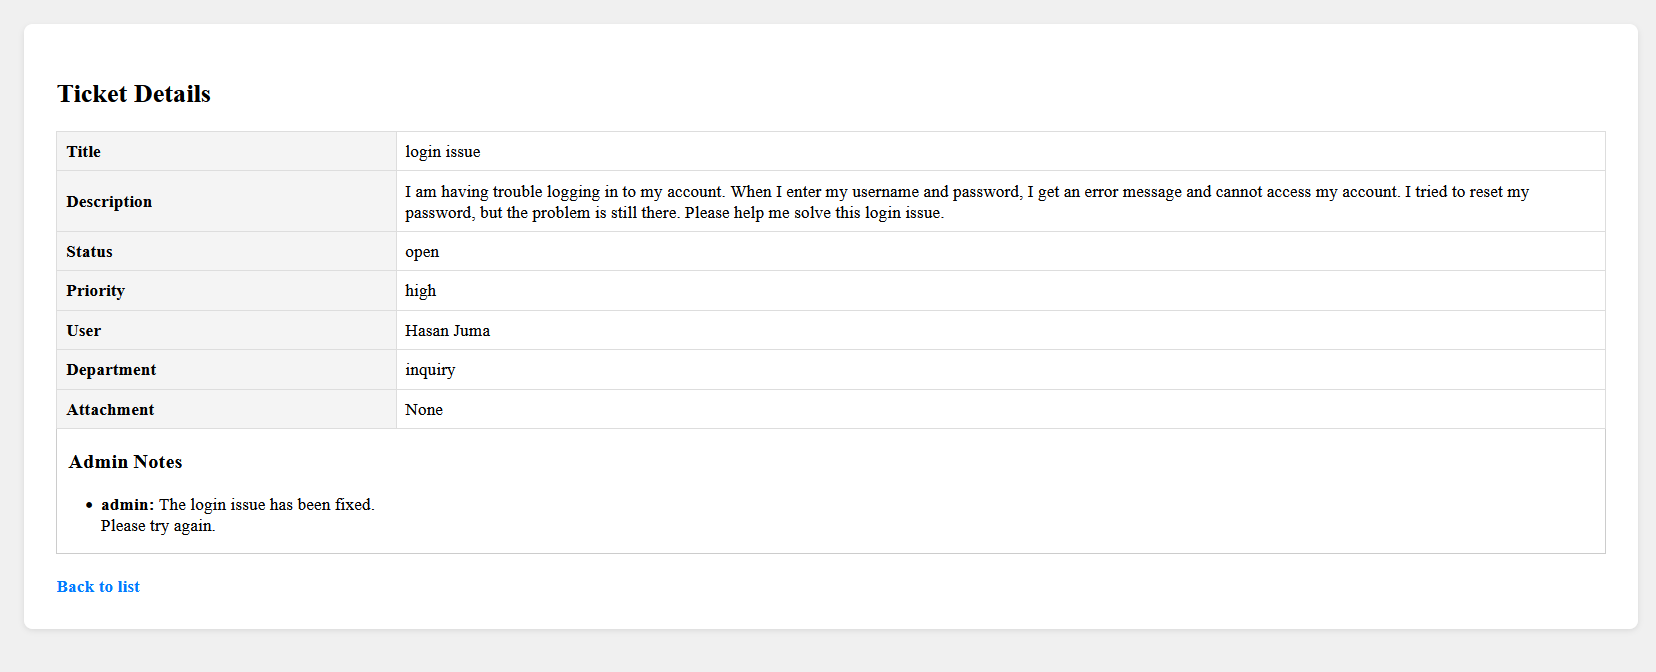 Ticket Details
Title login issue
Description I am having trouble logging in to my account. When I enter my username and password, I get an error message and cannot access my account. I tried to reset my
password, but the problem is still there. Please help me solve this login issue.
Status open
Priority high
User Hasan Juma
Department inquiry
Attachment None
Admin Notes
• admin: The login issue has been fixed.
Please try again.
Back to list